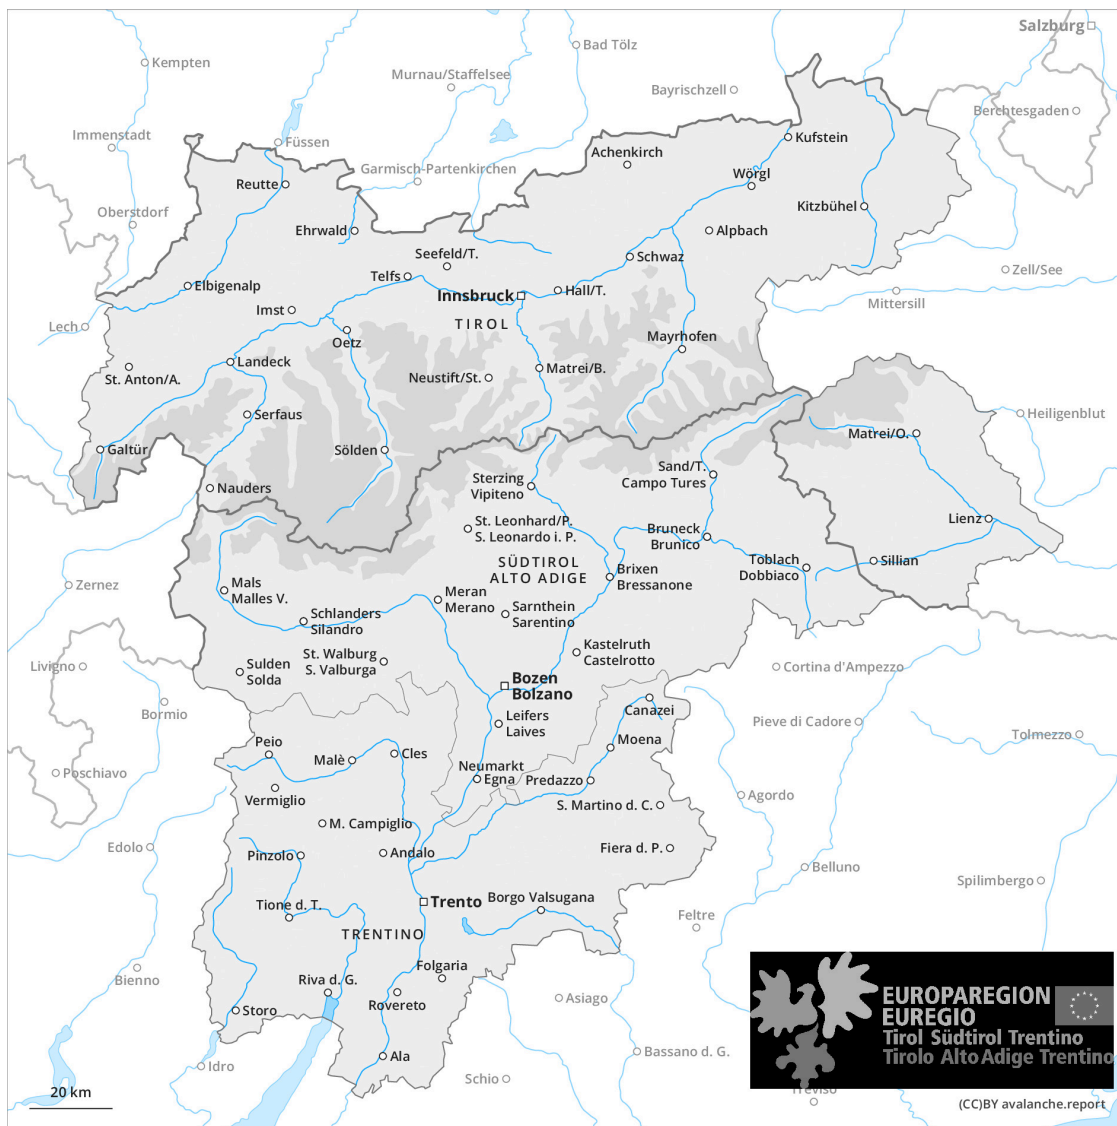 Salzburg
Bad Tölz
Kempten
Murnau/Staffelsee
Bayrischzell
Berchtesgaden
Immenstadt
Füssen
Kufstein
Achenkirch
Garmisch-Partenkirchen
Wörgl
Reutte
Kitzbühel
Oberstdorf
Ehrwald
Alpbach
Seefeld/T.
Schwaz
Telfs
Zell/See
Elbigenalp
Innsbruck
Hall/T.
Mittersill
Imst
TIROL
Lech
Oetz
Mayrhofen
Landeck
Matrei/B.
St. Anton/A.
Neustift/St.
Serfaus
Heiligenblut
Matrei/O.
Galtür
Sölden
Sand/T.
Campo Tures
Sterzing
Vipiteno
Nauders
St. Leonhard/P.
S. Leonardo i. P.
Lienz
Bruneck
Brunico
SÜDTIROL
ALTO ADIGE
Toblach
Dobbiaco
Sillian
Brixen
Bressanone
Zernez
Mals
Malles V.
Meran
Merano
Sarnthein
Sarentino
Schlanders
Silandro
Kastelruth
Castelrotto
St. Walburg
S. Valburga
Livigno
Sulden
Solda
Cortina d'Ampezzo
Bozen
Bolzano
Bormio
Canazei
Leifers
Laives
Pieve di Cadore
Tolmezzo
Peio
Moena
Cles
Malè
Neumarkt
Egna
Poschiavo
Predazzo
Vermiglio
Agordo
S. Martino d. C.
M. Campiglio
Edolo
Pinzolo
Andalo
Fiera d. P.
Belluno
Spilimbergo
Tione d. T.
Trento
Borgo Valsugana
Feltre
TRENTINO
Bienno
Folgaria
Riva d. G.
Rovereto
Asiago
Storo
EUROPAREGION
EUREGIO
Tirol Südtirol Trentino
Tirolo Alto Adige Trentino
Ala
Bassano d. G.
Idro
Schio
20 km
Treviso
(CC)BY avalanche.report